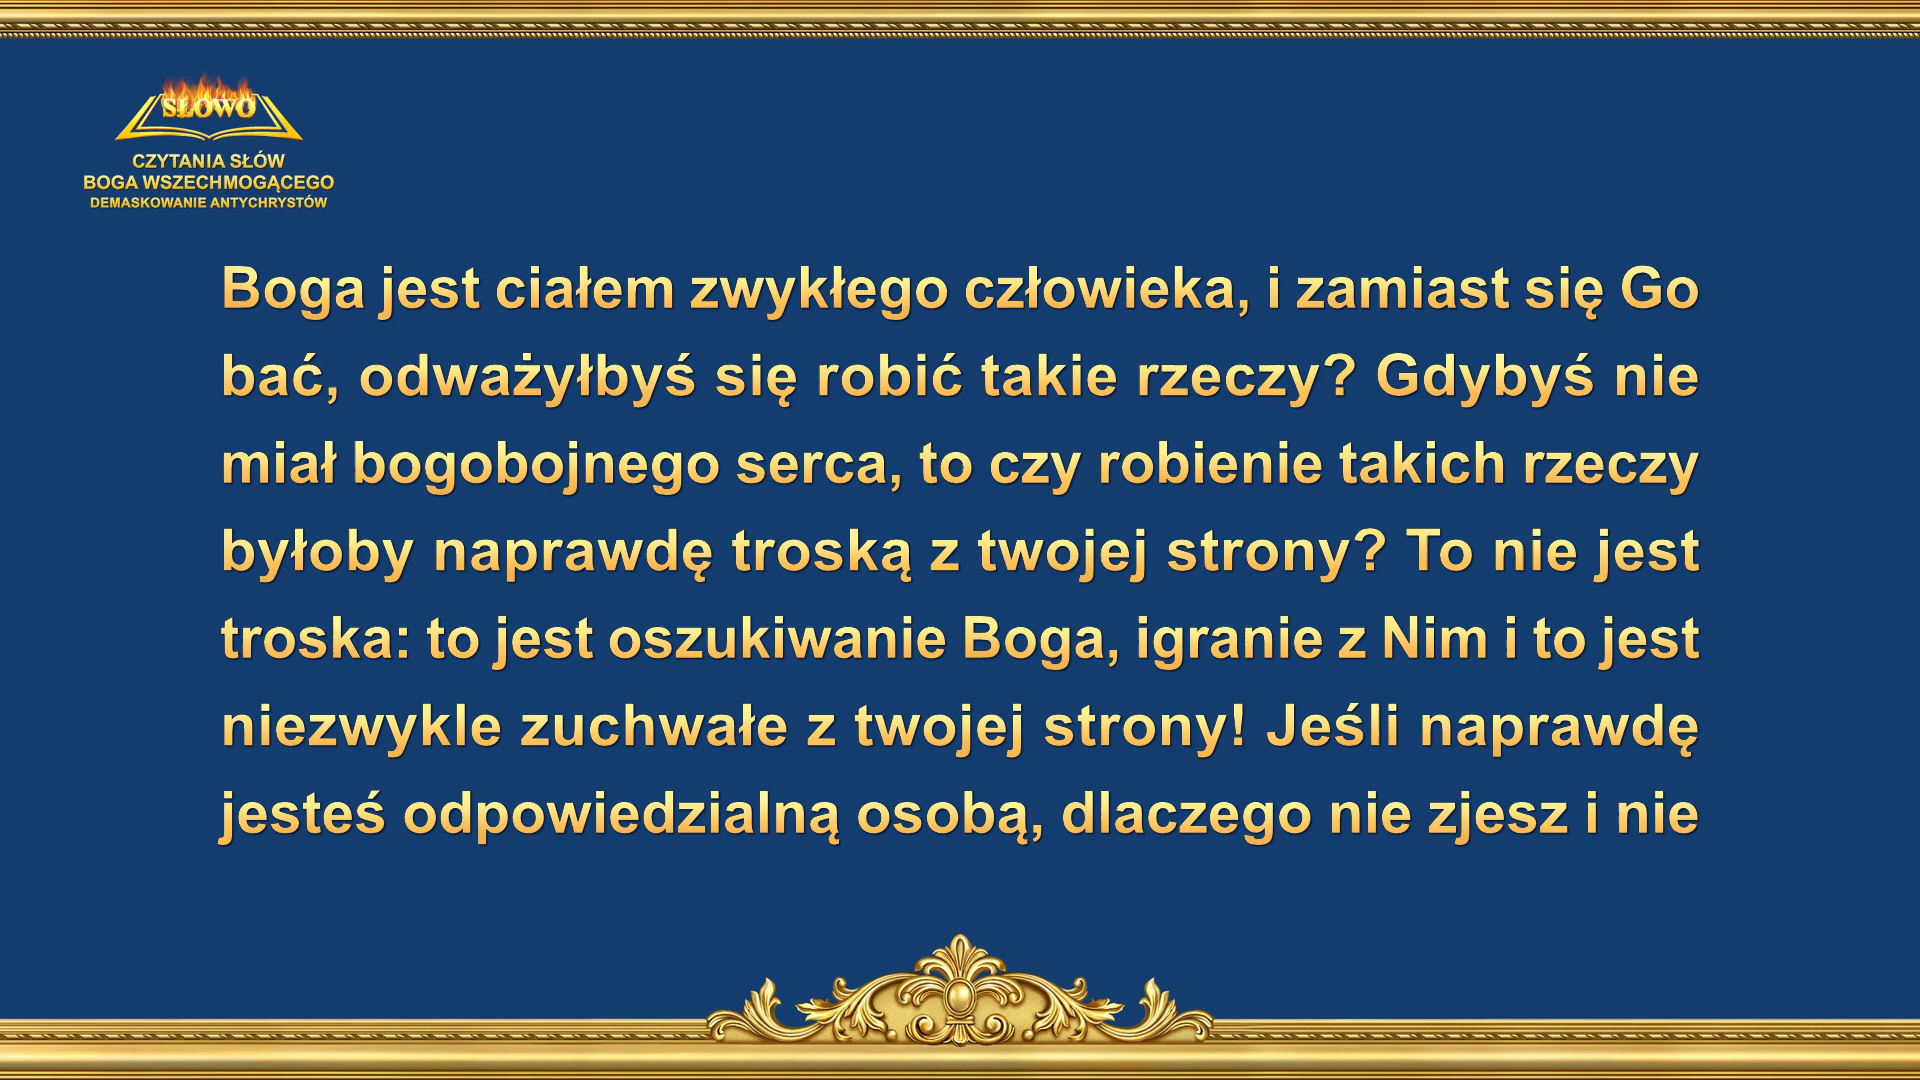 SŁOWO
CZYTANIA SŁÓW
BOGA WSZECHMOGĄCEGO
DEMASKOWANIE ANTYCHRYSTÓW
Boga jest ciałem zwykłego człowieka, i zamiast się Go
bać, odważyłbyś się robić takie rzeczy? Gdybyś nie
miał bogobojnego serca, to czy robienie takich rzeczy
byłoby naprawdę troską z twojej strony? To nie jest
troska: to jest oszukiwanie Boga, igranie z Nim i to jest
niezwykle zuchwałe z twojej strony! Jeśli naprawdę
jesteś odpowiedzialną osobą, dlaczego nie zjesz i nie